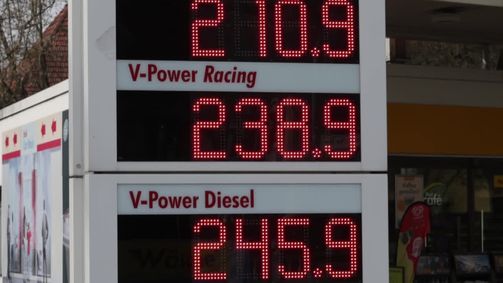 210.9
V-Power Racing
238.9
V-Power Diesel
245.9